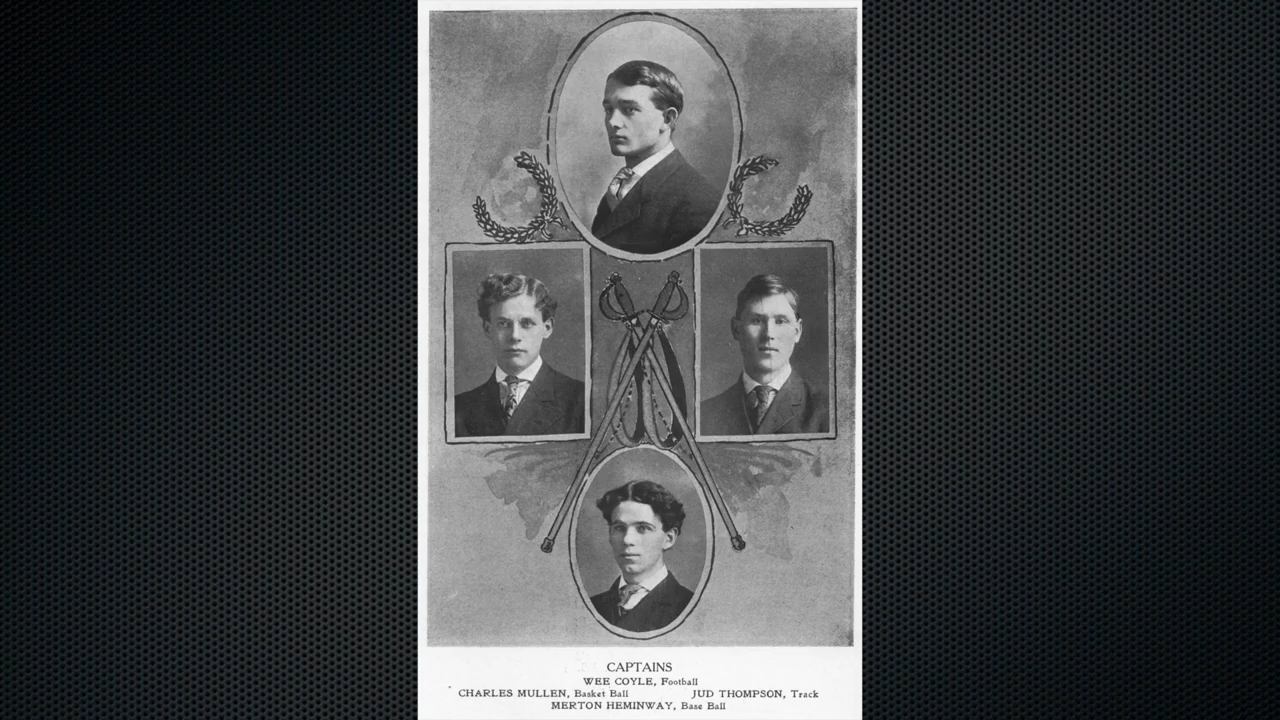 CAPTAINS
WEE COYLE, Football
CHARLES MULLEN, Basket Ball JUD THOMPSON, Track
MERTON HEMINWAY, Base Ball